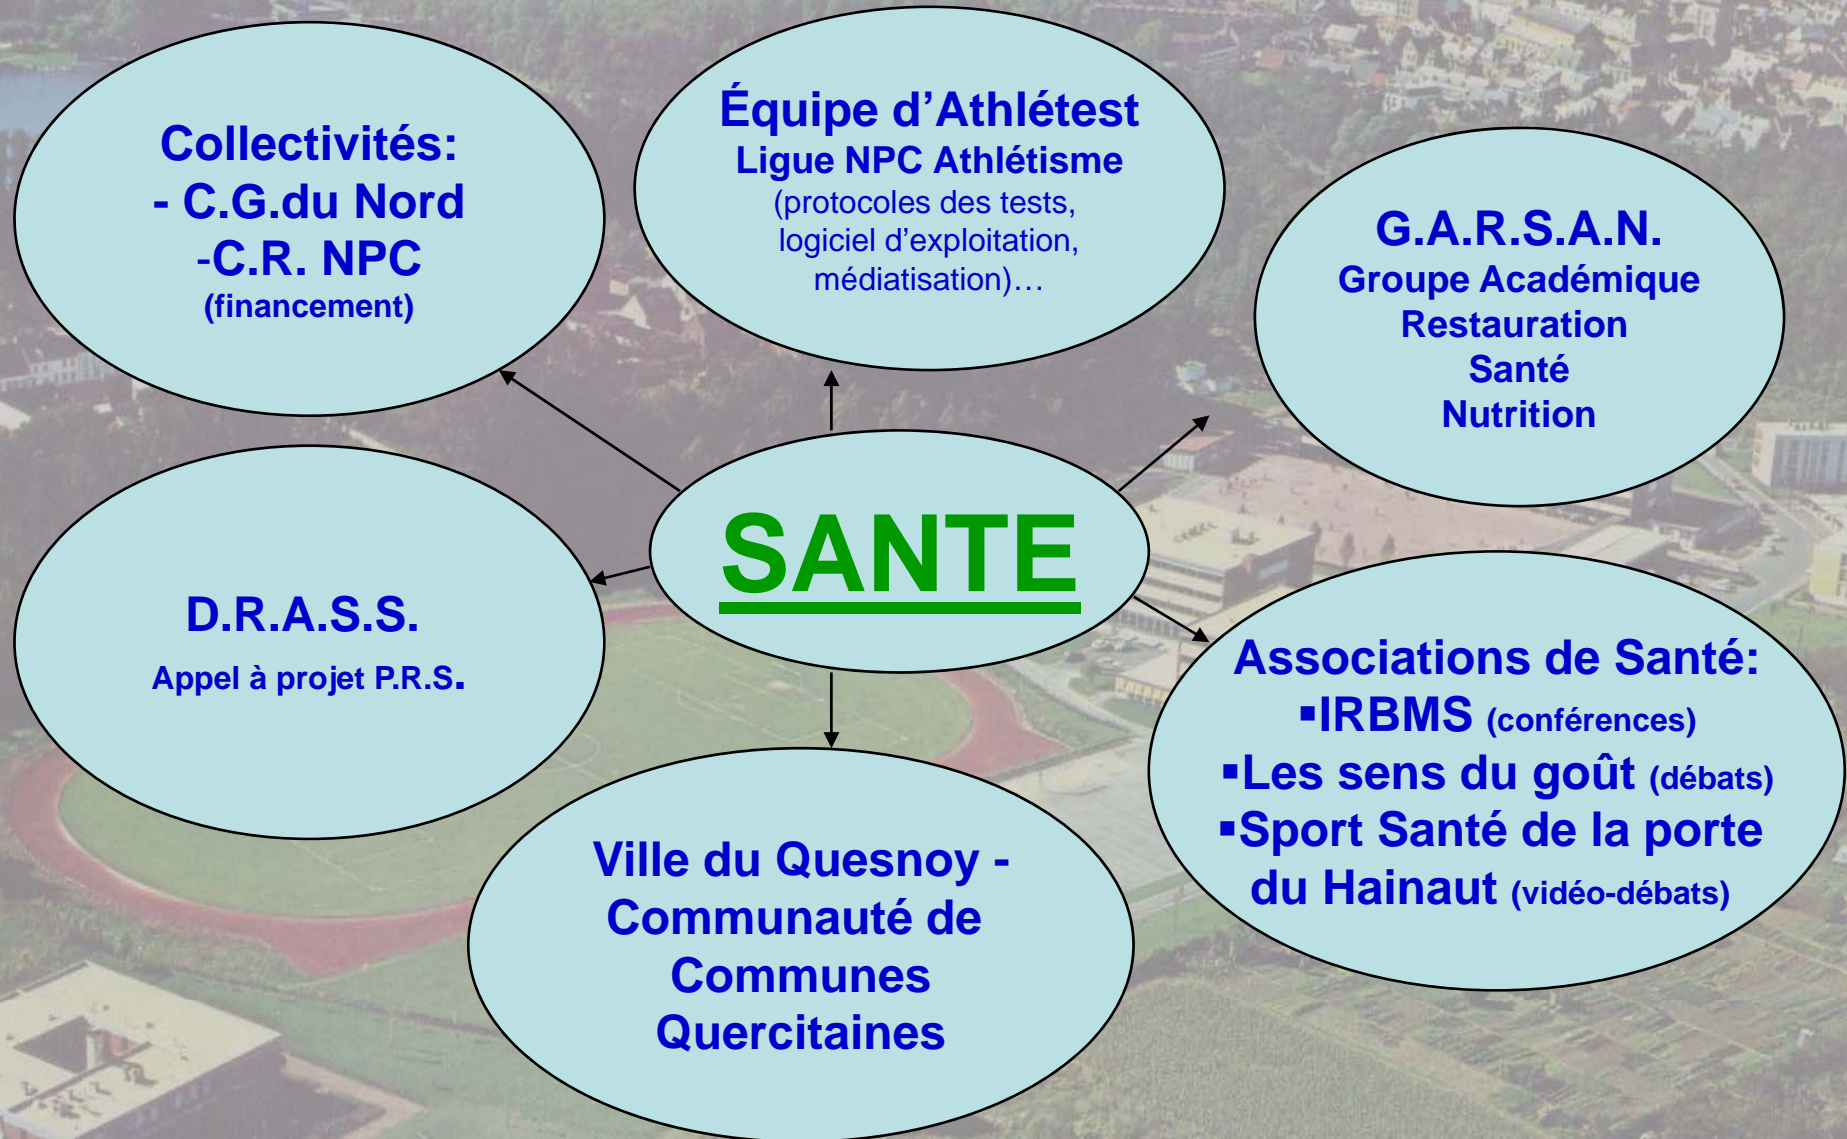 Collectivités:
- C.G.du Nord
-C.R. NPC
(financement)
Équipe d’Athlétest
Ligue NPC Athlétisme
(protocoles des tests,
logiciel d’exploitation,
médiatisation)…
G.A.R.S.A.N.
Groupe Académique
Restauration
Santé
Nutrition
SANTE
D.R.A.S.S.
Appel à projet P.R.S.
Associations de Santé:
▪IRBMS (conférences)
▪Les sens du goût (débats)
▪Sport Santé de la porte
du Hainaut (vidéo-débats)
Ville du Quesnoy -
Communauté de
Communes
Quercitaines